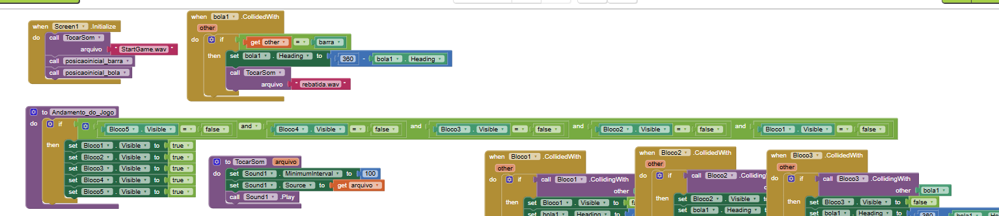 when Screen1 .Initialize
do call TocarSom
arquivo " StartGame.wav "
call posicaoinicial_barra
call posicaoinicial_bola
when bola1 .CollidedWith
other
do if get other = barra
then set bola1 . Heading to 360 - bola1 . Heading
call TocarSom
arquivo " rebatida.wav "
to Andamento_do_Jogo
do if Bloco5 . Visible = false and Bloco4 . Visible = false and Bloco3 . Visible = false and Bloco2 . Visible = false and Bloco1 . Visible = false
then set Bloco1 . Visible to true
set Bloco2 . Visible to true
set Bloco3 . Visible to true
set Bloco4 . Visible to true
set Bloco5 . Visible to true
to TocarSom arquivo
do set Sound1 . MinimumInterval to 100
set Sound1 . Source to get arquivo
call Sound1 .Play
when Bloco1 .CollidedWith
other
do if call Bloco1 .CollidingWith
other
then set Bloco1 . Visible to
set bola1 . Heading to
when Bloco2 .CollidedWith
other
do if call Bloco2 .Colliding
then set Bloco2 . Visible
set bola1 . Heading
when Bloco3 .CollidedWith
other
do if call Bloco3 .CollidingWith
other bola1
then set Bloco3 . Visible to false
set bola1 . Heading to 360 - bola1